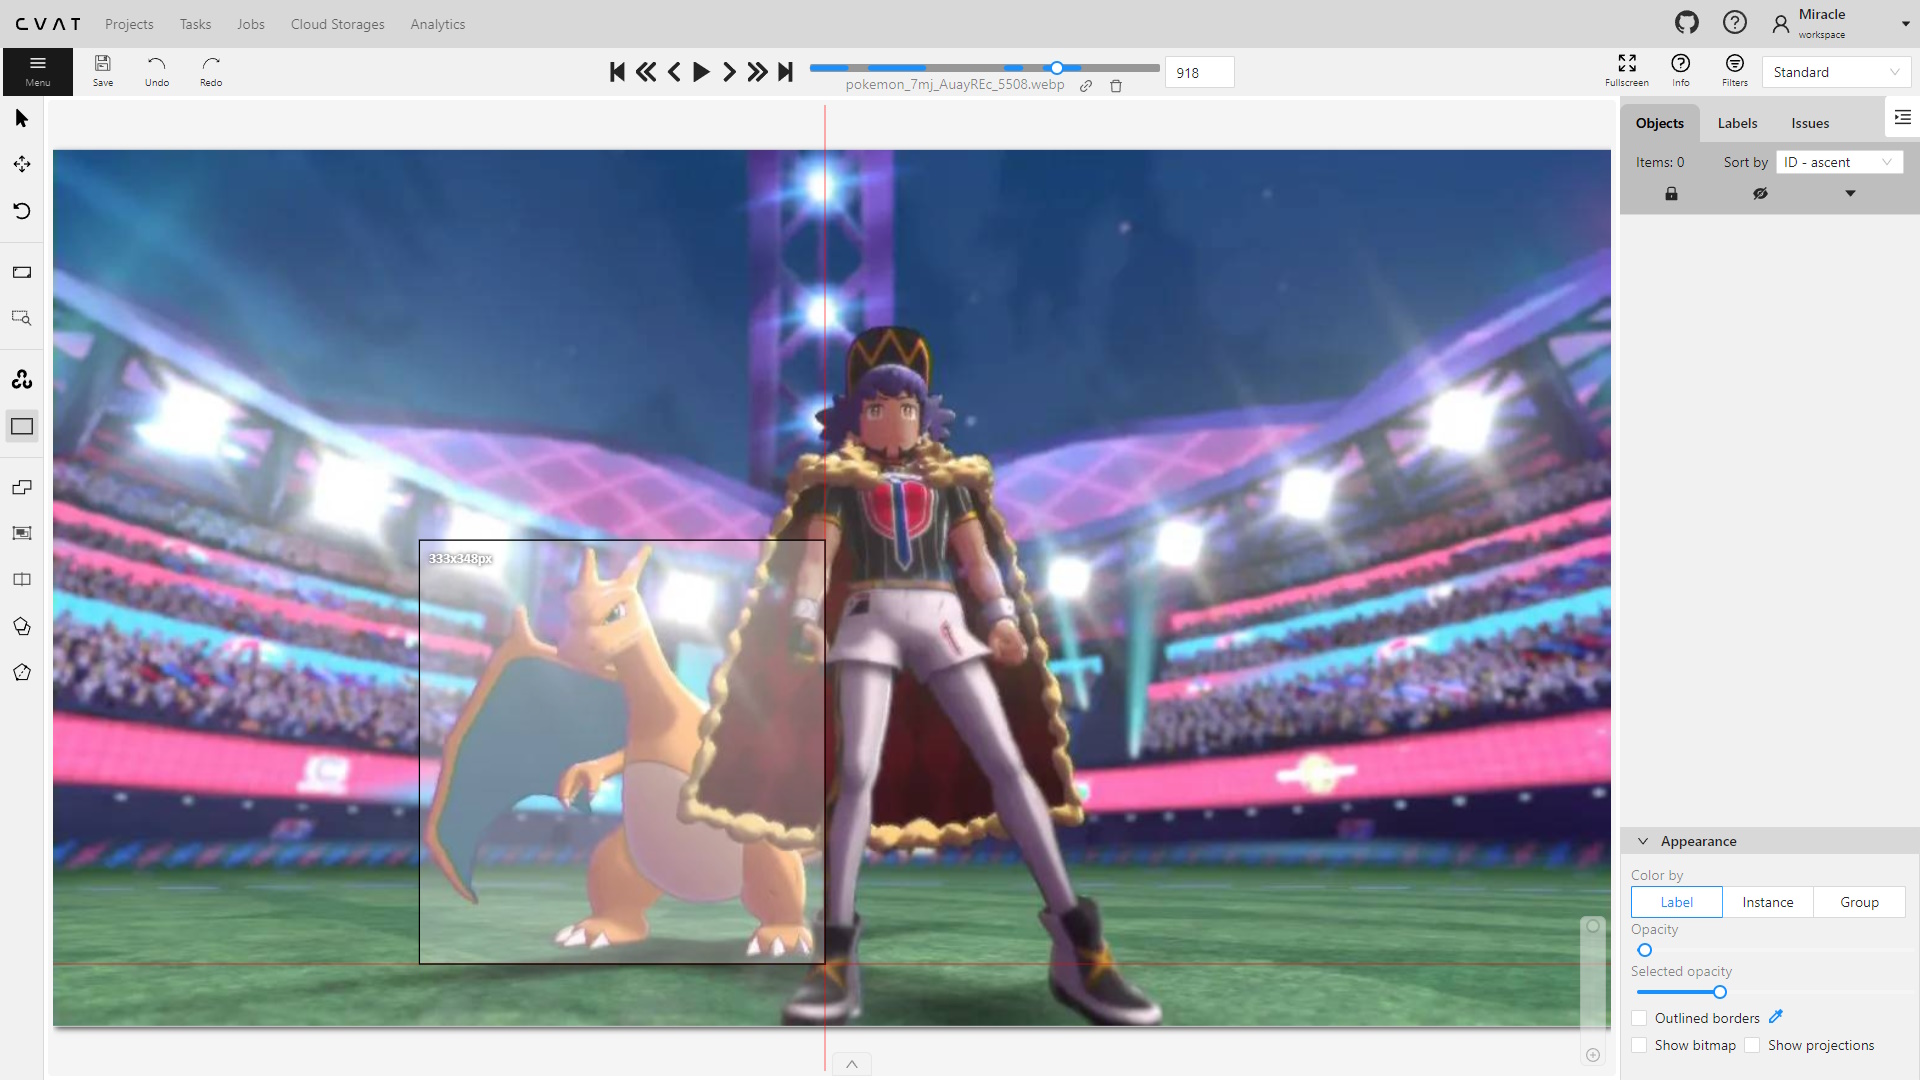 CVAT Projects Tasks Jobs Cloud Storages Analytics Miracle
workspace
Menu Save Undo Redo pokemon_7mj_AuayREc_5508.webp 918 Fullscreen Info Filters Standard
Objects Labels Issues
Items: 0 Sort by ID - ascent
333x348px
Appearance
Color by
Label Instance Group
Opacity
Selected opacity
Outlined borders
Show bitmap Show projections